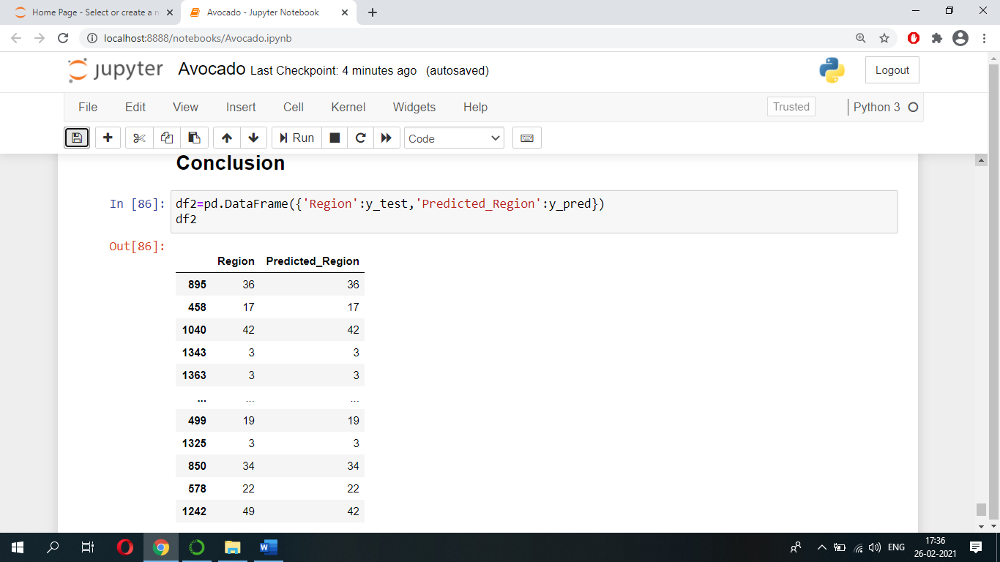 Home Page - Select or create a n
Avocado - Jupyter Notebook
localhost:8888/notebooks/Avocado.ipynb
jupyter Avocado Last Checkpoint: 4 minutes ago (autosaved)
Logout
File Edit View Insert Cell Kernel Widgets Help Trusted Python 3
Run Code
Conclusion
In [86]: df2=pd.DataFrame({'Region':y_test,'Predicted_Region':y_pred})
df2
Out[86]:
Region Predicted_Region
895 36 36
458 17 17
1040 42 42
1343 3 3
1363 3 3
... ... ...
499 19 19
1325 3 3
850 34 34
578 22 22
1242 49 42
W ENG 17:36
26-02-2021